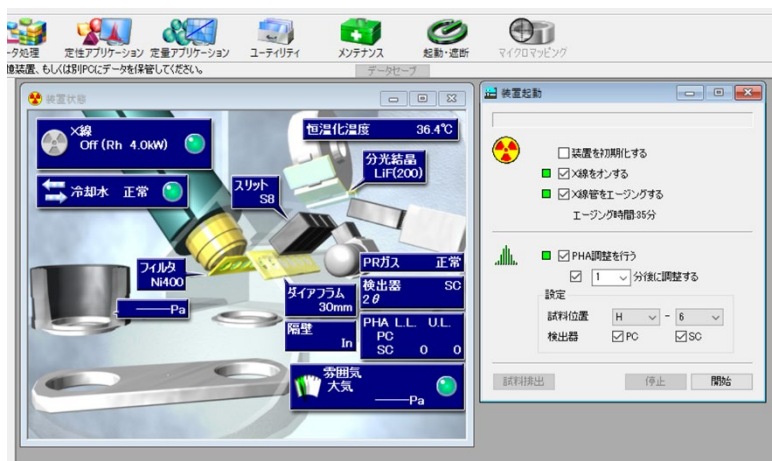 ータ処理
定性アプリケーション
定量アプリケーション
ユーティリティ
メンテナンス
起動・遮断
マイクロマッピング
装置、もしくは別PCにデータを保管してください。
データセーブ
装置状態
X線
Off (Rh 4.0kW)
冷却水 正常
恒温化温度 36.4℃
分光結晶
LiF(200)
スリット
S8
フィルタ
Ni400
Pa
ダイアフラム
30mm
隔壁
In
PRガス 正常
検出器 SC
2θ
PHA L.L. U.L.
PC
SC 0 0
雰囲気
大気
Pa
装置起動
装置を初期化する
X線をオンする
X線管をエージングする
エージング時間:35分
PHA調整を行う
1 分後に調整する
設定
試料位置 H - 6
検出器 PC SC
試料排出
停止
開始